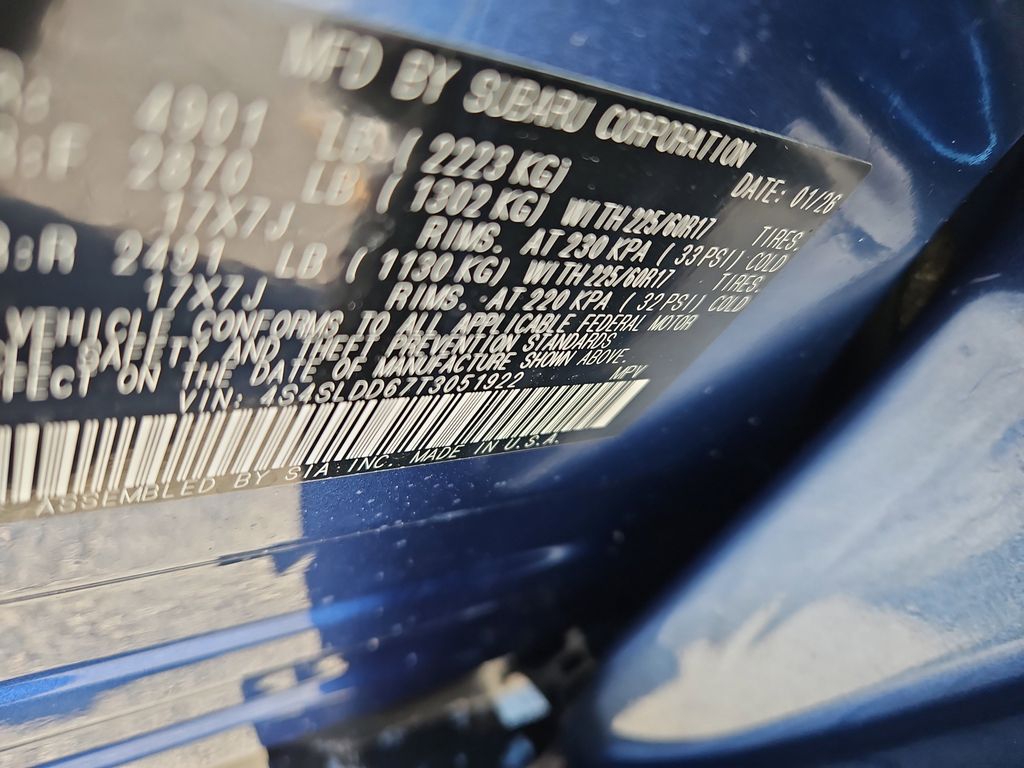 MFD BY SUBARU CORPORATION
DATE: 01/26
4901 LB ( 2223 KG)
:F 2870 LB ( 1302 KG) WITH 225/60R17 TIRES.
17X7J RIMS. AT 230 KPA ( 33 PSI) COLD
:R 2491 LB ( 1130 KG) WITH 225/60R17 TIRES
17X7J RIMS. AT 220 KPA ( 32 PSI) COLD
VEHICLE CONFORMS TO ALL APPLICABLE FEDERAL MOTOR
SAFETY AND THEFT PREVENTION STANDARDS
FECT ON THE DATE OF MANUFACTURE SHOWN ABOVE.
VIN: 4S4SLDD67T3051922 MPV
ASSEMBLED BY SIA INC. MADE IN U.S.A.